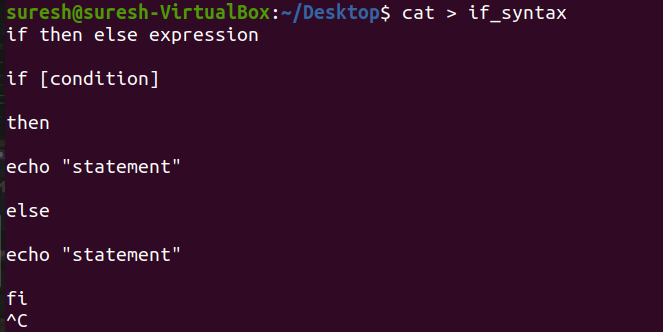 suresh@suresh-VirtualBox:~/Desktop$ cat > if_syntax
if then else expression
if [condition]
then
echo "statement"
else
echo "statement"
fi
^C